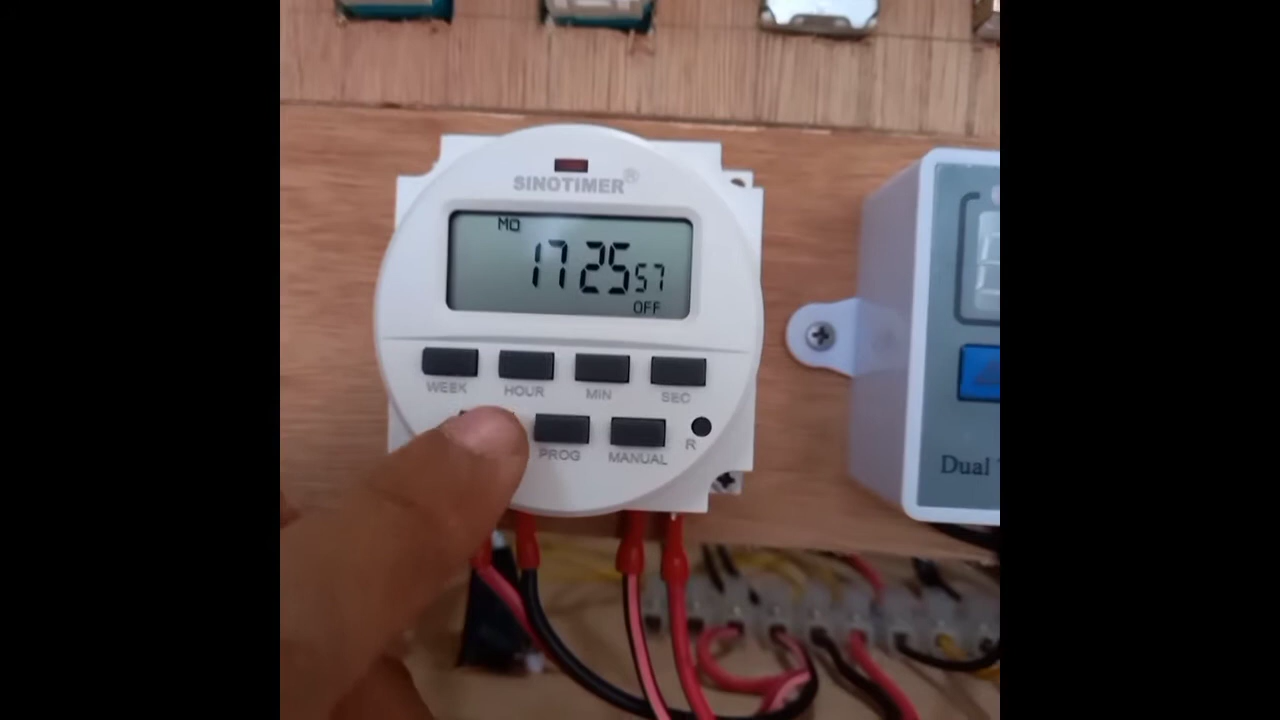 SINOTIMER®
MO
17 25 57
OFF
WEEK HOUR MIN SEC
PROG MANUAL R
Dual